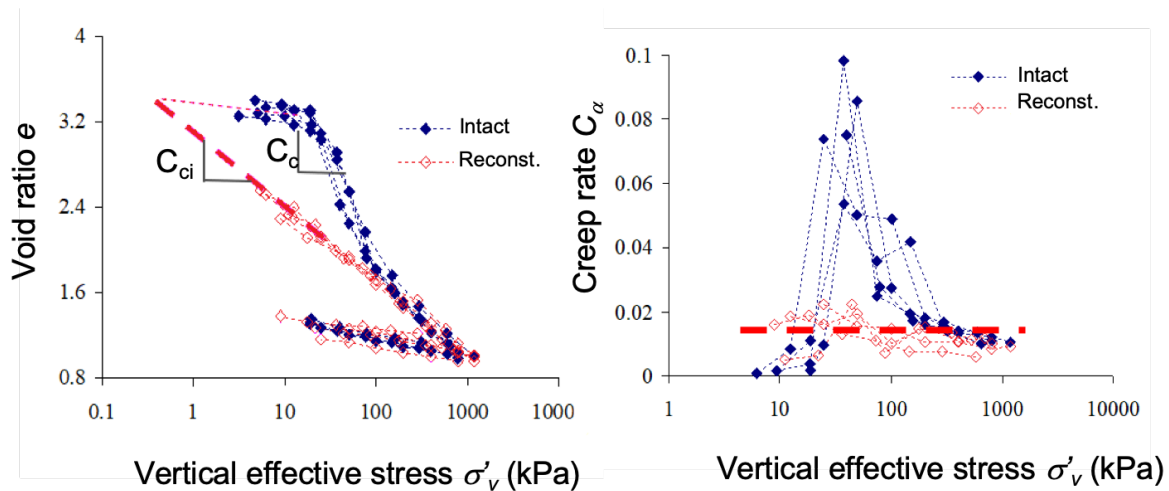 Void ratio e
4
3.2
2.4
1.6
0.8
0.1
1
10
100
1000
1000
Vertical effective stress σ'v (kPa)
Intact
Reconst.
Cci
Cc
Creep rate Cα
0.1
0.08
0.06
0.04
0.02
0
1
10
100
1000
10000
Vertical effective stress σ'v (kPa)
Intact
Reconst.